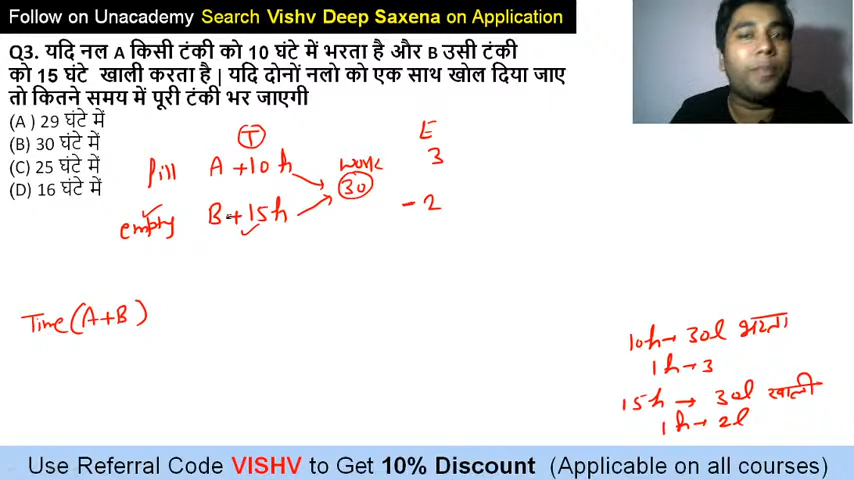 Follow on Unacademy Search Vishv Deep Saxena on Application
Q3. यदि नल A किसी टंकी को 10 घंटे में भरता है और B उसी टंकी
को 15 घंटे खाली करता है | यदि दोनों नलो को एक साथ खोल दिया जाए
तो कितने समय में पूरी टंकी भर जाएगी
(A ) 29 घंटे में
(B) 30 घंटे में
(C) 25 घंटे में
(D) 16 घंटे में
T
E
fill A + 10 h
work
30
3
empty B + 15h
- 2
Time (A+B)
10h → 30l भरता
1h → 3
15h → 30l खाली
1h → 2l
Use Referral Code VISHV to Get 10% Discount (Applicable on all courses)